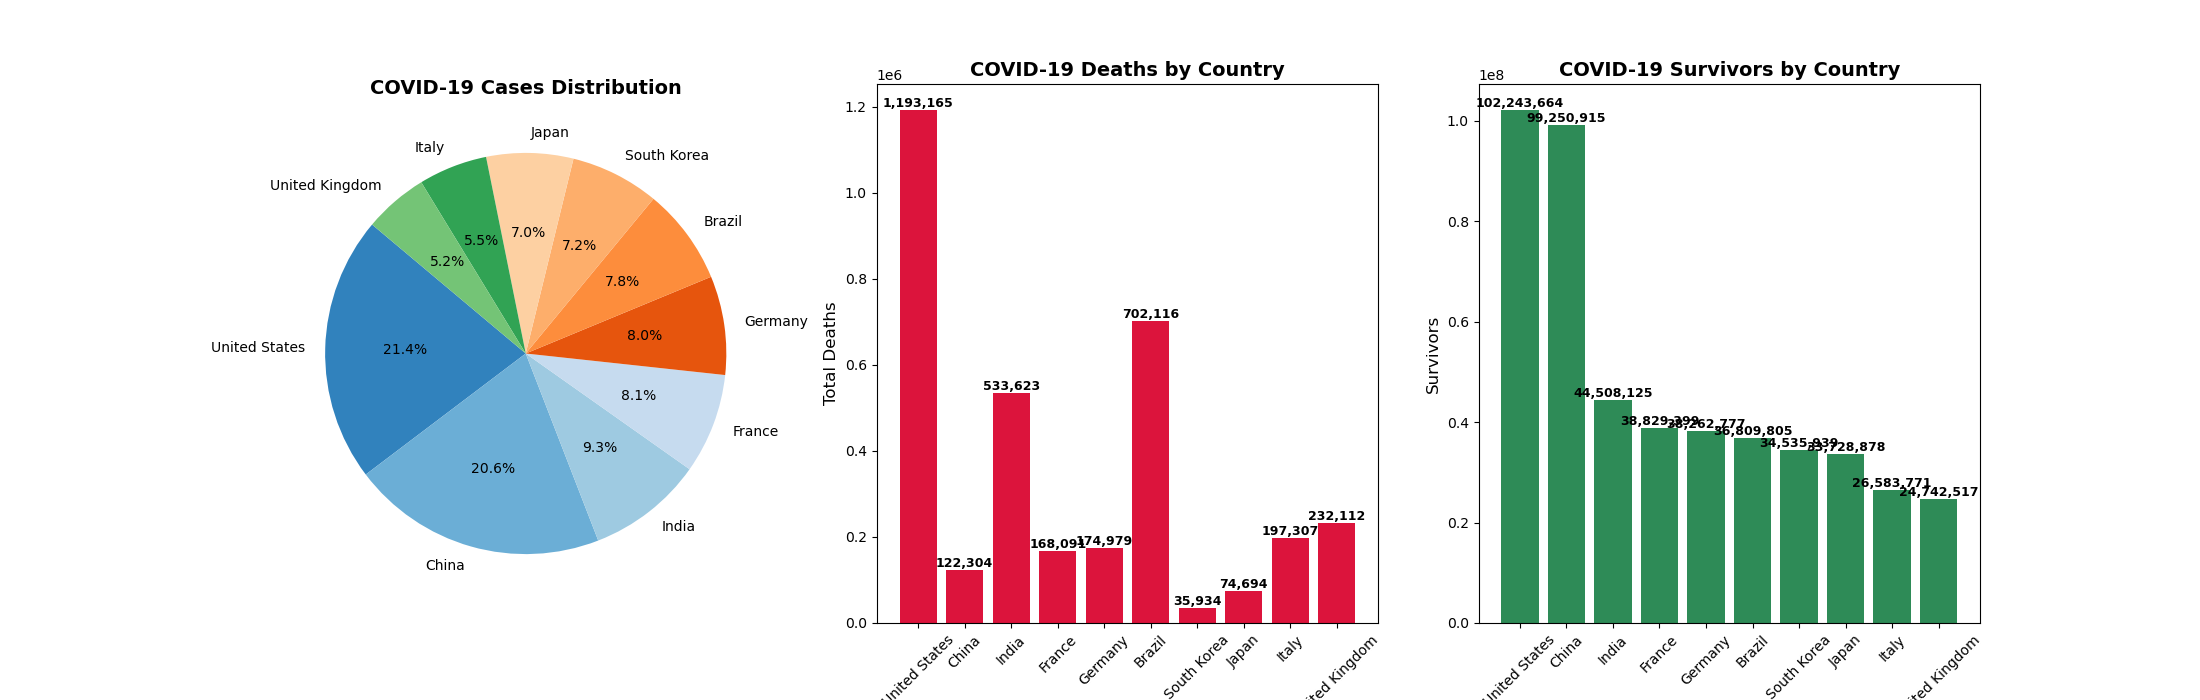 COVID-19 Cases Distribution
Japan
Italy
South Korea
United Kingdom
Brazil
7.0%
5.5%
7.2%
5.2%
7.8%
Germany
8.0%
United States
21.4%
8.1%
France
9.3%
20.6%
India
China
COVID-19 Deaths by Country
1e6
Total Deaths
1.2
1.0
0.8
0.6
0.4
0.2
0.0
1,193,165
122,304
533,623
168,091
174,979
702,116
35,934
74,694
197,307
232,112
United States
China
India
France
Germany
Brazil
South Korea
Japan
Italy
ited Kingdom
COVID-19 Survivors by Country
1e8
Survivors
1.0
0.8
0.6
0.4
0.2
0.0
102,243,664
99,250,915
44,508,125
38,829,399
38,262,777
36,809,805
34,535,939
33,728,878
26,583,771
24,742,517
United States
China
India
France
Germany
Brazil
South Korea
Japan
Italy
ited Kingdom